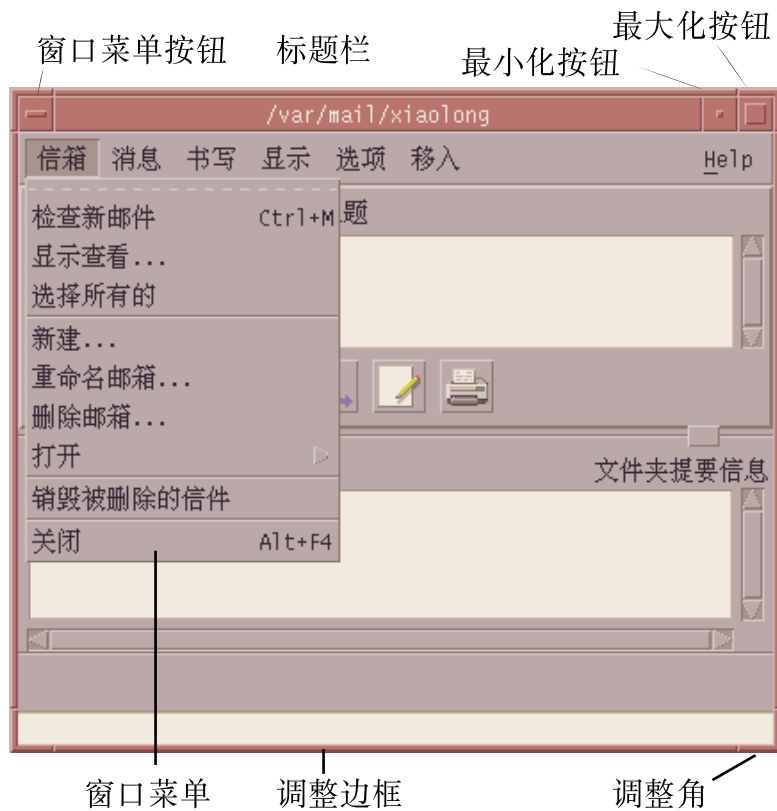 最大化按钮
窗口菜单按钮 标题栏 最小化按钮
/var/mail/xiaolong
信箱 消息 书写 显示 选项 移入 Help
检查新邮件 Ctrl+M 题
显示查看...
选择所有的
新建...
重命名邮箱...
删除邮箱...
打开
文件夹提要信息
销毁被删除的信件
关闭 Alt+F4
窗口菜单 调整边框 调整角